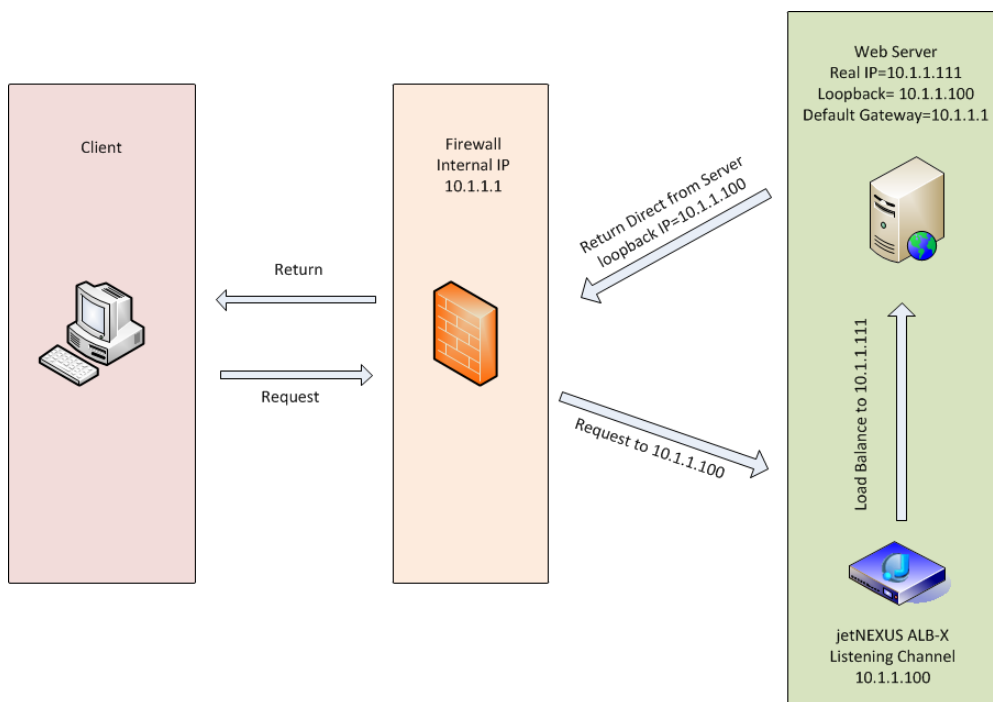 Client
Return
Request
Firewall
Internal IP
10.1.1.1
Return Direct from Server
loopback IP=10.1.1.100
Request to 10.1.1.100
Web Server
Real IP=10.1.1.111
Loopback= 10.1.1.100
Default Gateway=10.1.1.1
Load Balance to 10.1.1.111
jetNEXUS ALB-X
Listening Channel
10.1.1.100